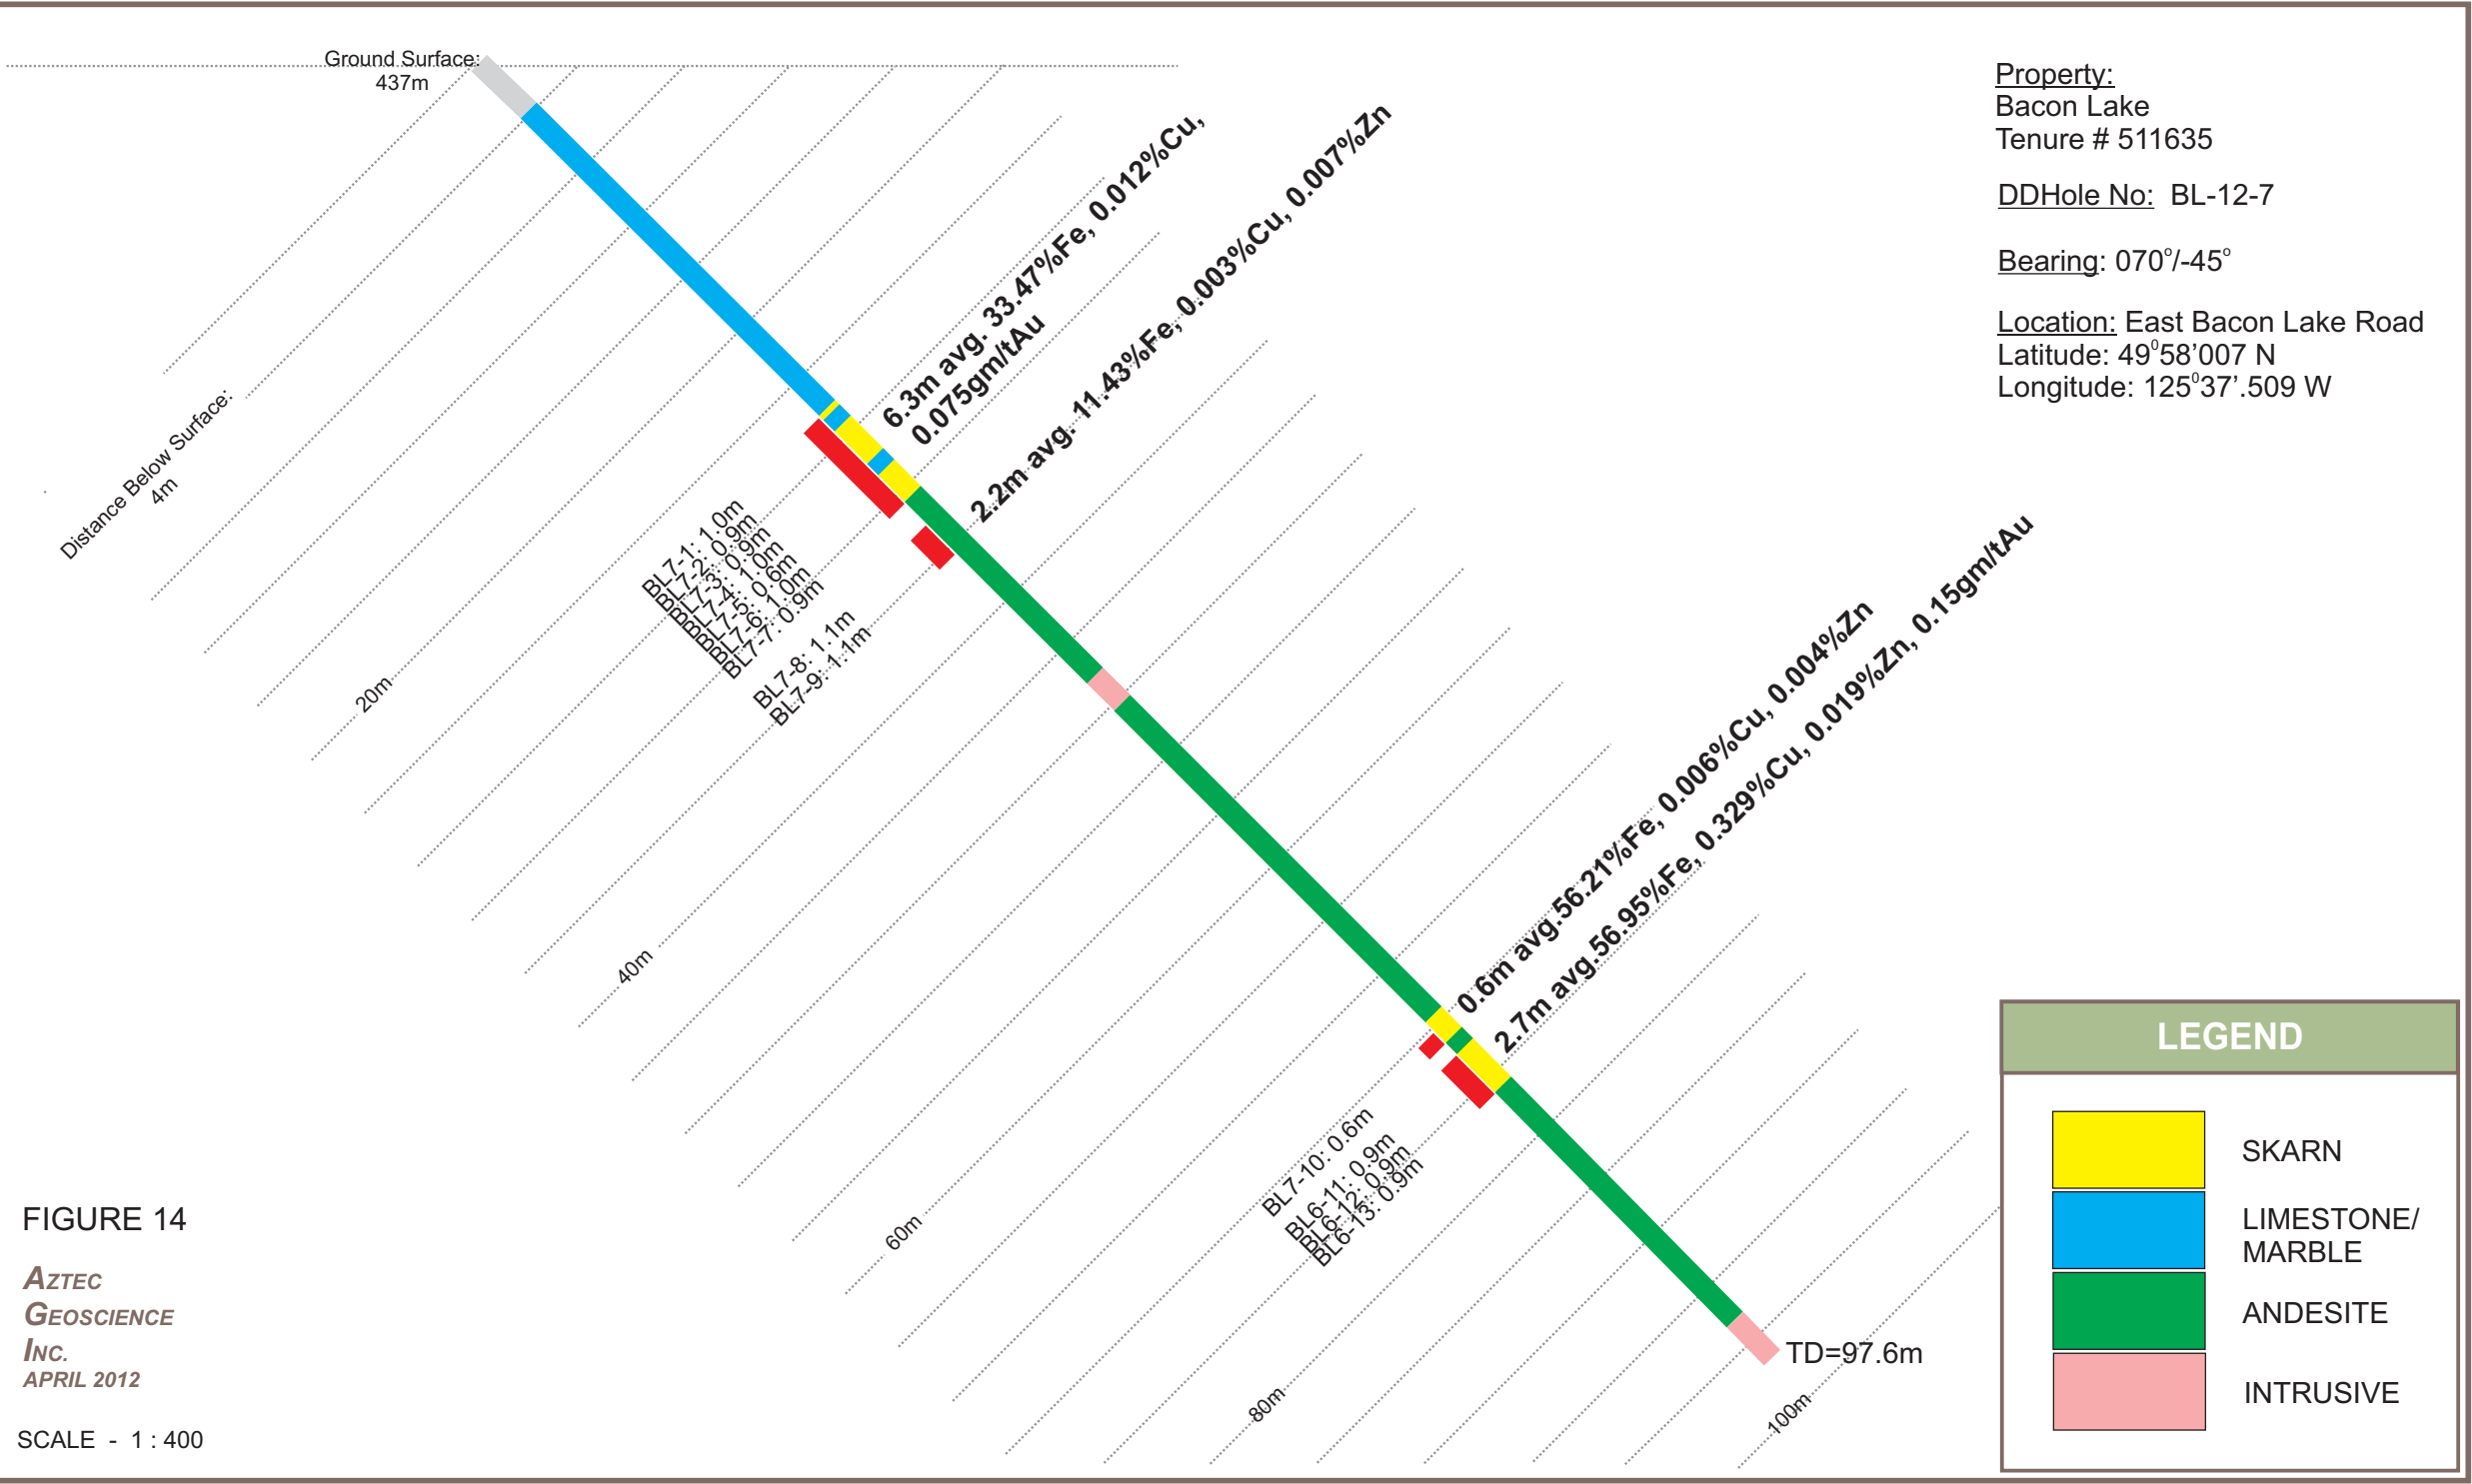 Ground Surface:
437m
Property:
Bacon Lake
Tenure # 511635
DDHole No: BL-12-7
Bearing: 070°/-45°
Location: East Bacon Lake Road
Latitude: 49⁰58’007 N
Longitude: 125⁰37’.509 W
Distance Below Surface:
4m
20m
40m
60m
80m
100m
6.3m avg. 33.47%Fe, 0.012%Cu,
0.075gm/tAu
2.2m avg. 11.43%Fe, 0.003%Cu, 0.007%Zn
BL7-1: 1.0m
BL7-2: 0.9m
BL7-3: 0.9m
BL7-4: 1.0m
BL7-5: 0.6m
BL7-6: 1.0m
BL7-7: 0.9m
BL7-8: 1.1m
BL7-9: 1.1m
0.6m avg.56.21%Fe, 0.006%Cu, 0.004%Zn
2.7m avg.56.95%Fe, 0.329%Cu, 0.019%Zn, 0.15gm/tAu
BL7-10: 0.6m
BL6-11: 0.9m
BL6-12: 0.9m
BL6-13: 0.9m
TD=97.6m
LEGEND
SKARN
LIMESTONE/
MARBLE
ANDESITE
INTRUSIVE
FIGURE 14
AZTEC
GEOSCIENCE
INC.
APRIL 2012
SCALE - 1 : 400